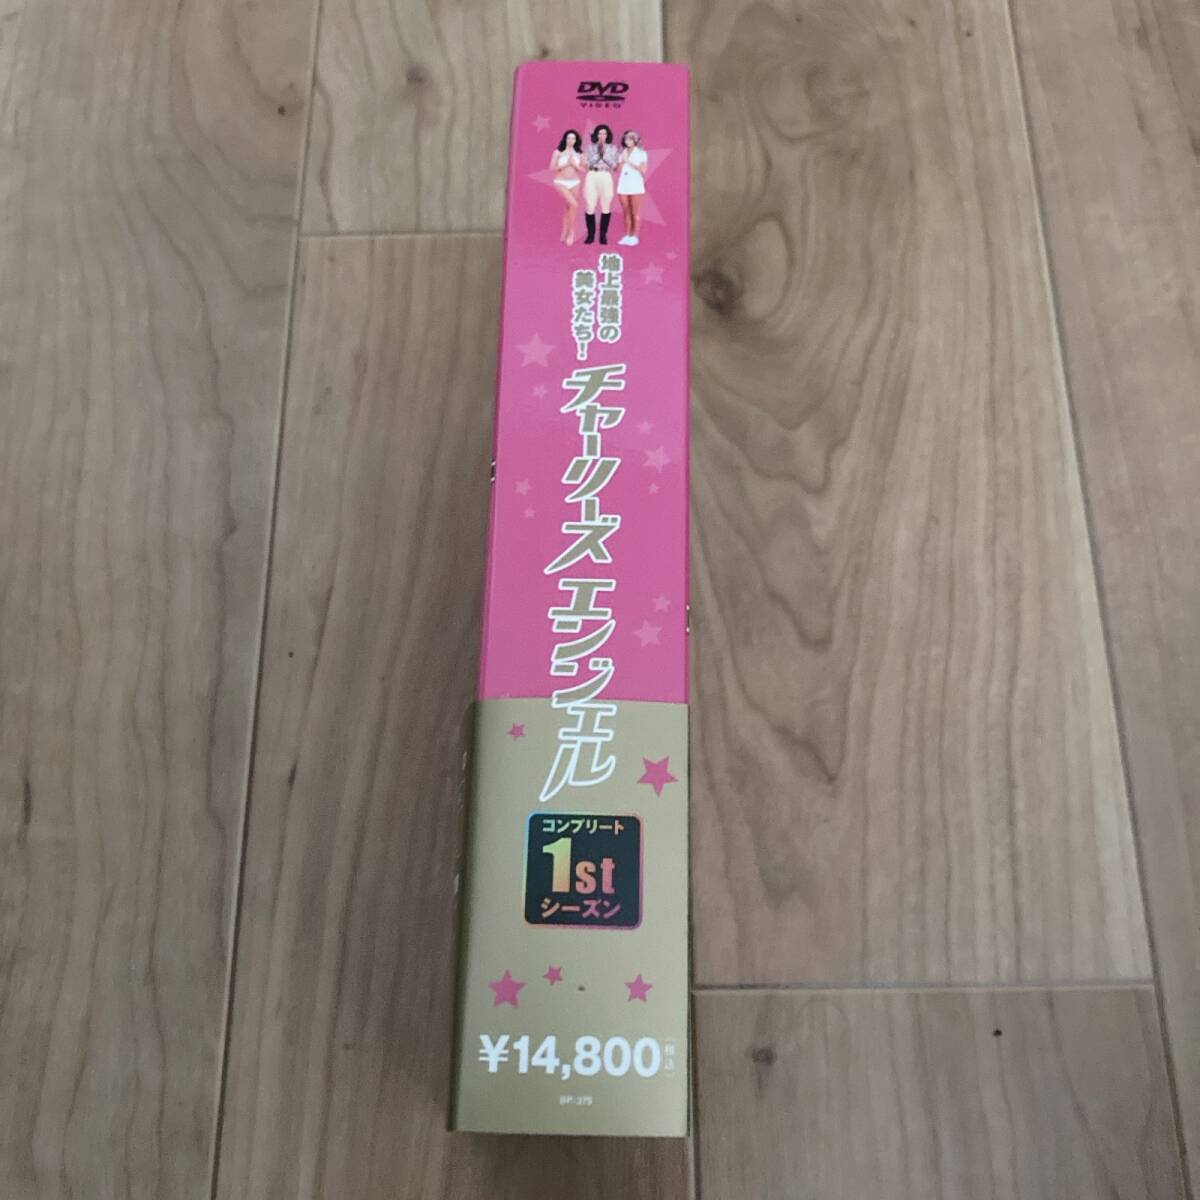 DVD
VIDEO
地上最強の
美女たち!
チャーリーズ エンジェル
コンプリート
1st
シーズン
¥14,800(税込)
BP-375